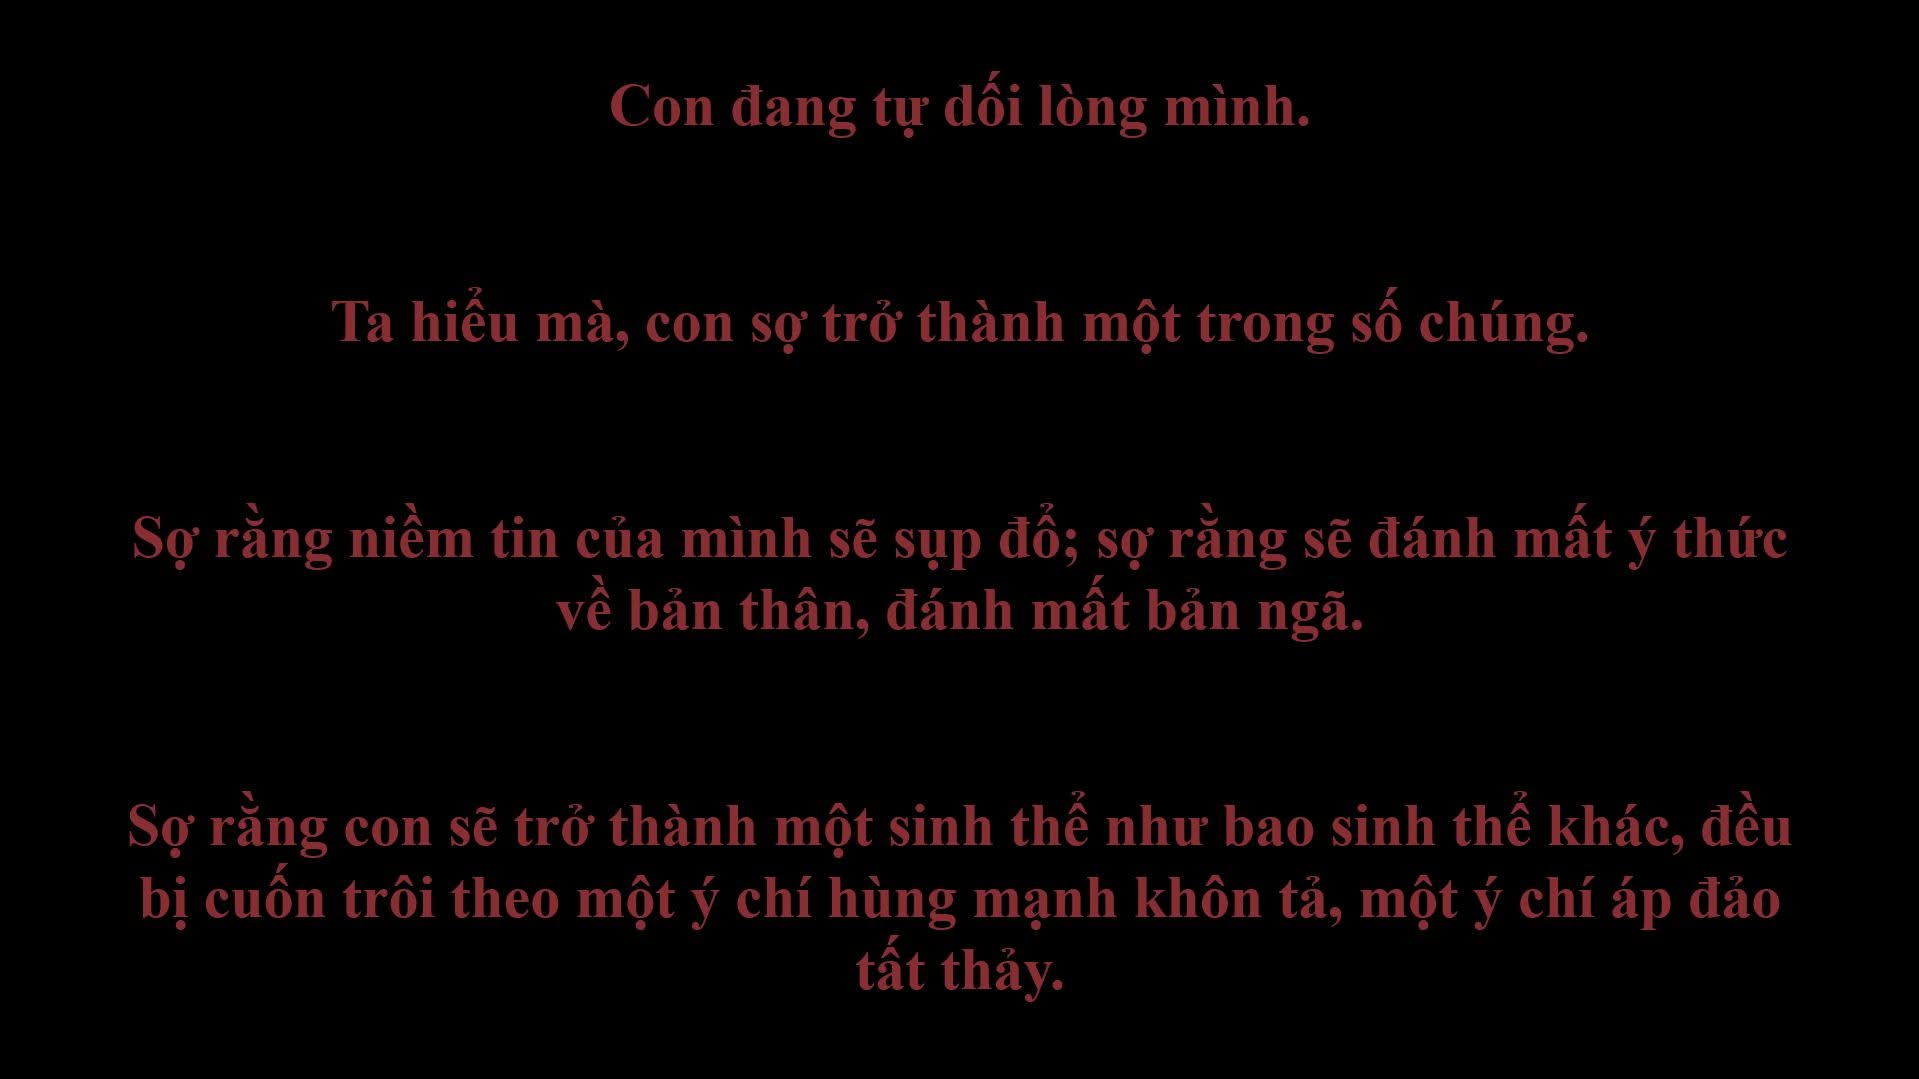 Con đang tự dối lòng mình.
Ta hiểu mà, con sợ trở thành một trong số chúng.
Sợ rằng niềm tin của mình sẽ sụp đổ; sợ rằng sẽ đánh mất ý thức
về bản thân, đánh mất bản ngã.
Sợ rằng con sẽ trở thành một sinh thể như bao sinh thể khác, đều
bị cuốn trôi theo một ý chí hùng mạnh khôn tả, một ý chí áp đảo
tất thảy.